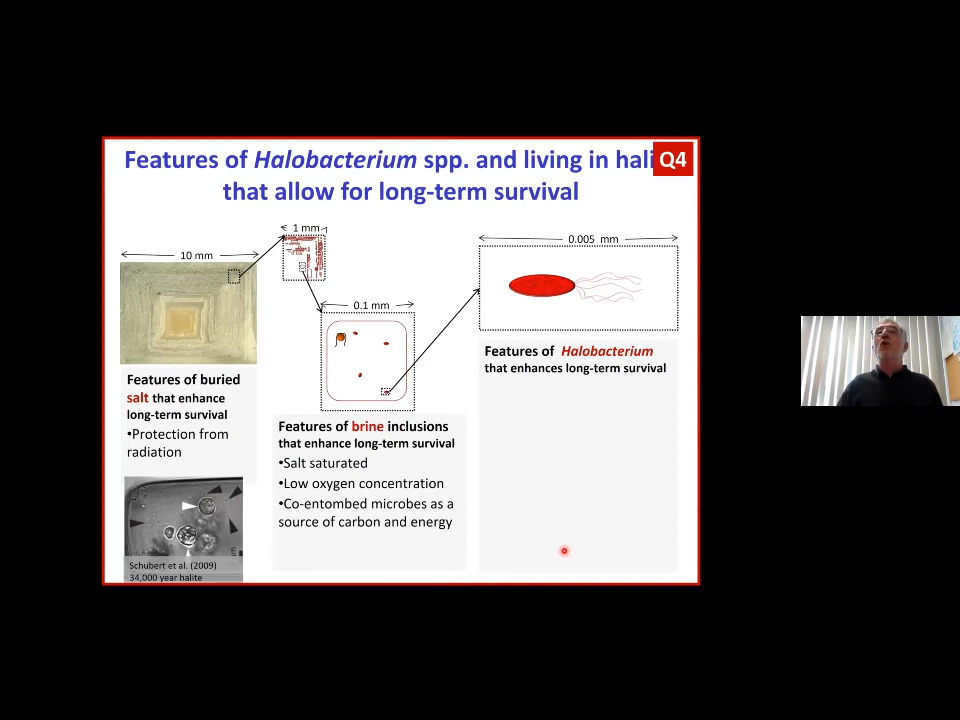 Features of Halobacterium spp. and living in hali
Q4
that allow for long-term survival
1 mm
0.005 mm
10 mm
0.1 mm
Features of Halobacterium
that enhances long-term survival
Features of buried
salt that enhance
long-term survival
•Protection from
radiation
Features of brine inclusions
that enhance long-term survival
•Salt saturated
•Low oxygen concentration
•Co-entombed microbes as a
source of carbon and energy
Schubert et al. (2009)
34,000 year halite